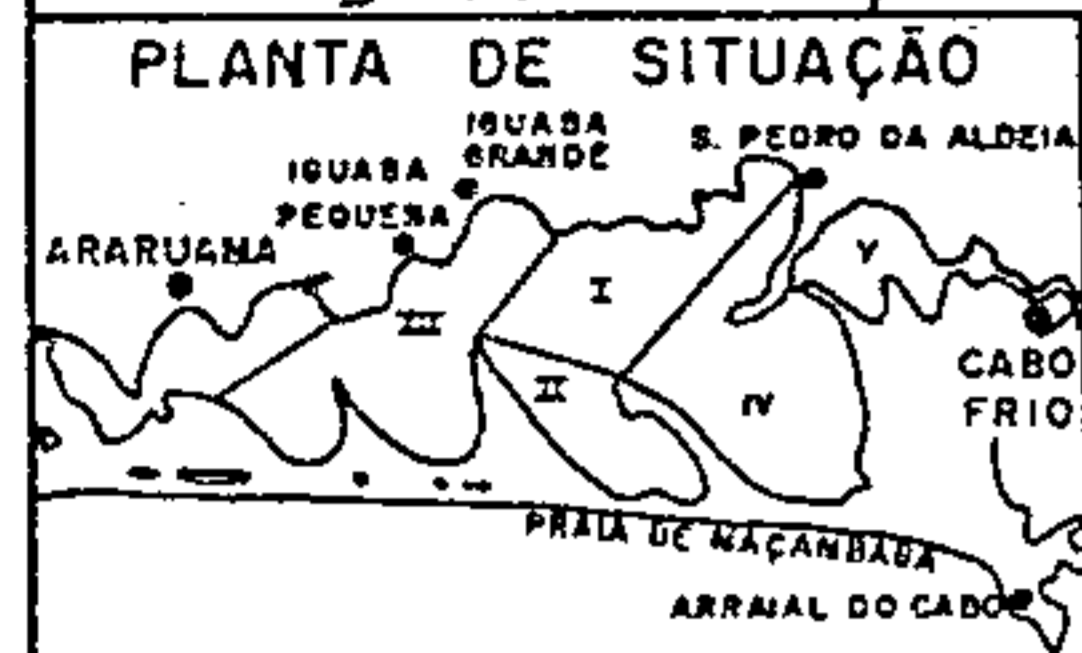 PLANTA DE SITUAÇÃO
IGUABA
GRANDE
S. PEDRO DA ALDEIA
IGUABA
PEQUENA
ARARUAMA
V
I
III
CABO
FRIO
II
IV
PRAIA DE MAÇAMBABA
ARRAIAL DO CABO